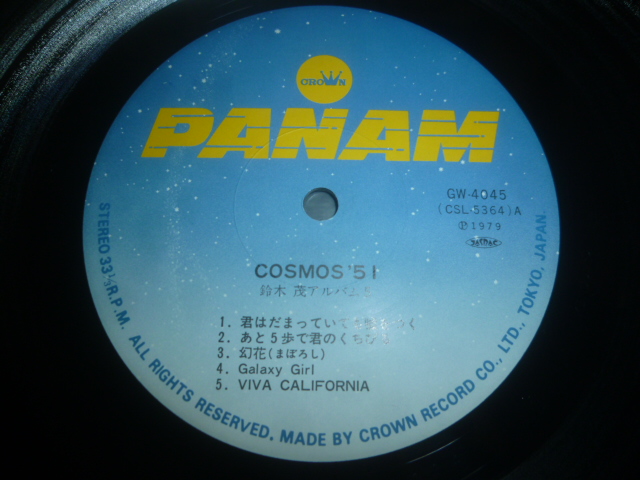 CROWN
PANAM
GW-4045
(CSL-5364)A
Ⓟ1979
JASRAC
COSMOS'51
鈴木 茂アルバム
1. 君はだまっていて
2. あと5歩で君のくちびる
3. 幻花(まぼろし)
4. Galaxy Girl
5. VIVA CALIFORNIA
STEREO 33⅓R.P.M. ALL RIGHTS RESERVED. MADE BY CROWN RECORD CO., LTD., TOKYO, JAPAN.